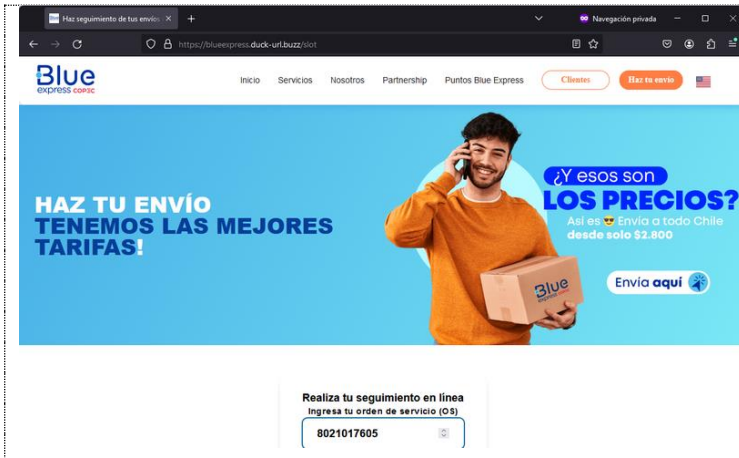 Haz seguimiento de tus envíos
Navegación privada
https://blueexpress.duck-url.buzz/slot
Blue
express COPEC
Inicio Servicios Nosotros Partnership Puntos Blue Express Clientes Haz tu envío
HAZ TU ENVÍO
TENEMOS LAS MEJORES
TARIFAS!
¿Y esos son
LOS PRECIOS?
Así es 😎 Envía a todo Chile
desde solo $2.800
Envía aquí
Blue
express
Realiza tu seguimiento en línea
Ingresa tu orden de servicio (OS)
8021017605